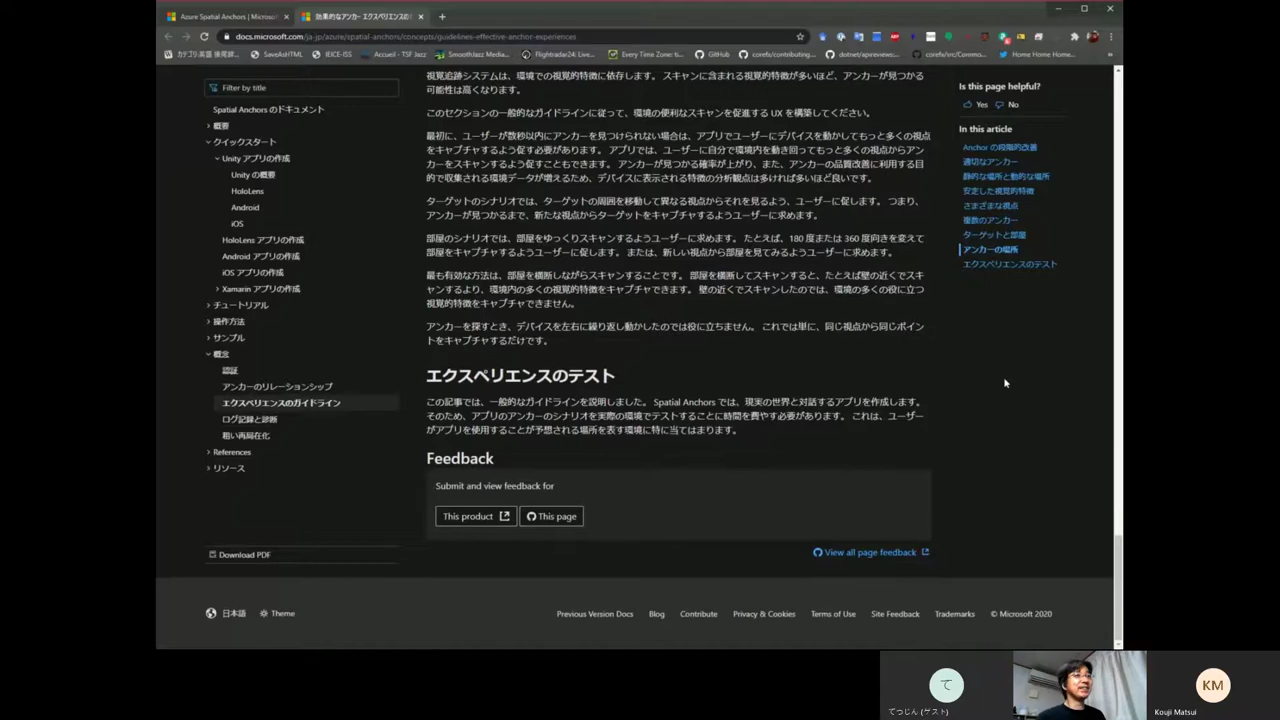 Azure Spatial Anchors | Microsoft
効果的なアンカー エクスペリエンスの
docs.microsoft.com/ja-jp/azure/spatial-anchors/concepts/guidelines-effective-anchor-experiences
SaveAsHTML
IEICE-ISS
Accueil - TSF Jazz
SmoothJazz Media...
Flightradar24: Live...
Every Time Zone: ti...
GitHub
corefx/contributing...
dotnet/apireviews:...
corefx/src/Commo...
Home Home Home...
Filter by title
Spatial Anchors のドキュメント
概要
クイックスタート
Unity アプリの作成
Unity の概要
HoloLens
Android
iOS
HoloLens アプリの作成
Android アプリの作成
iOS アプリの作成
Xamarin アプリの作成
チュートリアル
操作方法
サンプル
概念
認証
アンカーのリレーションシップ
エクスペリエンスのガイドライン
ログ記録と診断
粗い再局在化
References
リソース
Download PDF
視覚追跡システムは、環境での視覚的特徴に依存します。 スキャンに含まれる視覚的特徴が多いほど、アンカーが見つかる
可能性は高くなります。
このセクションの一般的なガイドラインに従って、環境の便利なスキャンを促進する UX を構築してください。
最初に、ユーザーが数秒以内にアンカーを見つけられない場合は、アプリでユーザーにデバイスを動かしてもっと多くの視点
をキャプチャするよう促す必要があります。 アプリでは、ユーザーに自分で環境内を動き回ってもっと多くの視点からアン
カーをスキャンするよう促すこともできます。 アンカーが見つかる確率が上がり、また、アンカーの品質改善に利用する目
的で収集される環境データが増えるため、デバイスに表示される特徴の分析観点は多ければ多いほど良いです。
ターゲットのシナリオでは、ターゲットの周囲を移動して異なる視点からそれを見るよう、ユーザーに促します。 つまり、
アンカーが見つかるまで、新たな視点からターゲットをキャプチャするようユーザーに求めます。
部屋のシナリオでは、部屋をゆっくりスキャンするようユーザーに求めます。 たとえば、180 度または 360 度向きを変えて
部屋をキャプチャするようユーザーに促します。 または、新しい視点から部屋を見てみるようユーザーに求めます。
最も有効な方法は、部屋を横断しながらスキャンすることです。 部屋を横断してスキャンすると、たとえば壁の近くでスキ
ャンするより、環境内の多くの視覚的特徴をキャプチャできます。 壁の近くでスキャンしたのでは、環境の多くの役に立つ
視覚的特徴をキャプチャできません。
アンカーを探すとき、デバイスを左右に繰り返し動かしたのでは役に立ちません。 これでは単に、同じ視点から同じポイン
トをキャプチャするだけです。
エクスペリエンスのテスト
この記事では、一般的なガイドラインを説明しました。 Spatial Anchors では、現実の世界と対話するアプリを作成します。
そのため、アプリのアンカーのシナリオを実際の環境でテストすることに時間を費やす必要があります。 これは、ユーザー
がアプリを使用することが予想される場所を表す環境に特に当てはまります。
Feedback
Submit and view feedback for
This product
This page
View all page feedback
Is this page helpful?
Yes
No
In this article
Anchor の段階的改善
適切なアンカー
静的な場所と動的な場所
安定した視覚的特徴
さまざまな視点
複数のアンカー
ターゲットと部屋
アンカーの場所
エクスペリエンスのテスト
日本語
Theme
Previous Version Docs
Blog
Contribute
Privacy & Cookies
Terms of Use
Site Feedback
Trademarks
© Microsoft 2020
て
てつじん (ゲスト)
KM
Kouji Matsui